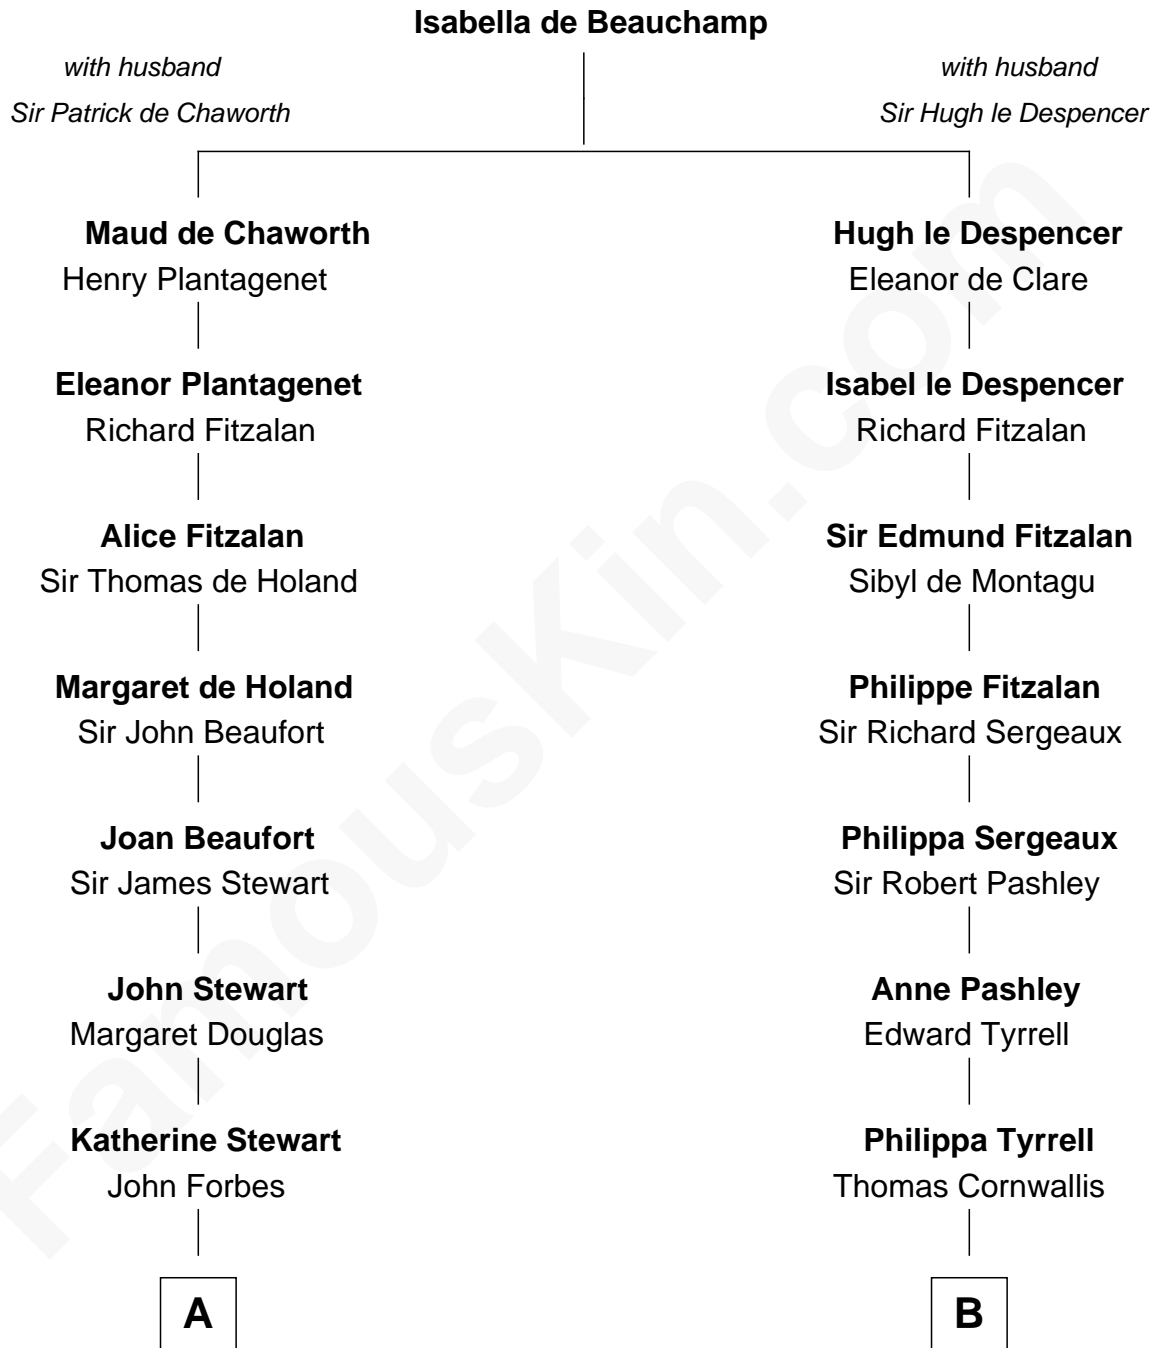 Isabella de Beauchamp
with husband
Sir Patrick de Chaworth
with husband
Sir Hugh le Despencer
Maud de Chaworth
Henry Plantagenet
Hugh le Despencer
Eleanor de Clare
Eleanor Plantagenet
Richard Fitzalan
Isabel le Despencer
Richard Fitzalan
Alice Fitzalan
Sir Thomas de Holand
Sir Edmund Fitzalan
Sibyl de Montagu
Margaret de Holand
Sir John Beaufort
Philippe Fitzalan
Sir Richard Sergeaux
Joan Beaufort
Sir James Stewart
Philippa Sergeaux
Sir Robert Pashley
John Stewart
Margaret Douglas
Anne Pashley
Edward Tyrrell
Katherine Stewart
John Forbes
Philippa Tyrrell
Thomas Cornwallis
A
B
FamousKin.com